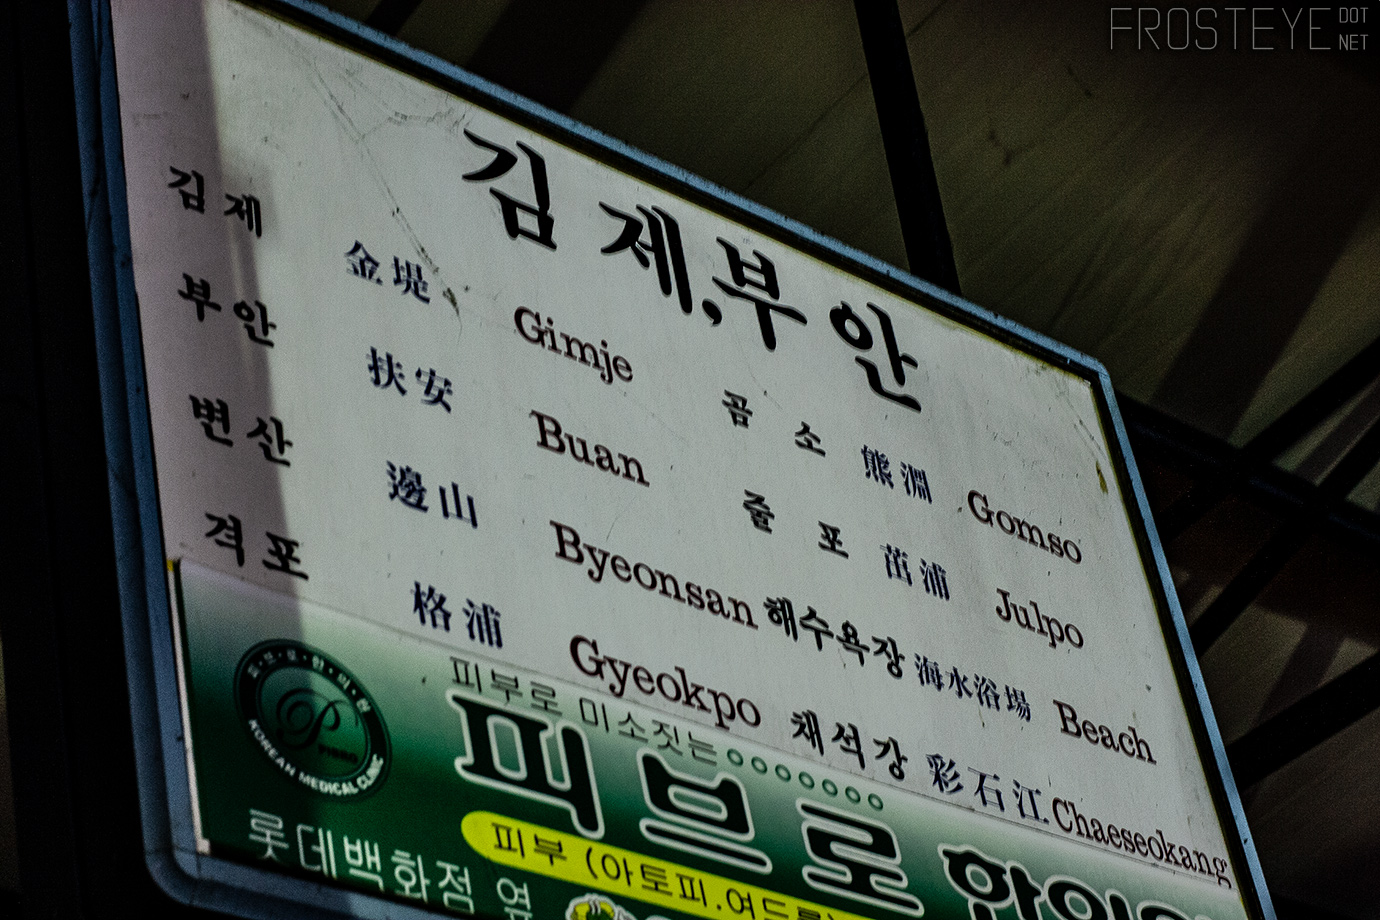 FROSTEYE DOT NET
김제,부안
김제 金堤 Gimje 곰소 熊淵 Gomso
부안 扶安 Buan 줄포 茁浦 Julpo
변산 邊山 Byeonsan 해수욕장 海水浴場 Beach
격포 格浦 Gyeokpo 채석강 彩石江. Chaeseokang
피부로 미소짓는
피브로
KOREAN MEDICAL CLINIC
피부 (아토피.여드름)
롯데백화점 옆